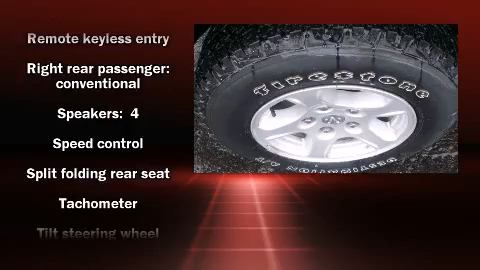 Remote keyless entry
Right rear passenger:
conventional
Speakers: 4
Speed control
Split folding rear seat
Tachometer
Tilt steering wheel
Firestone